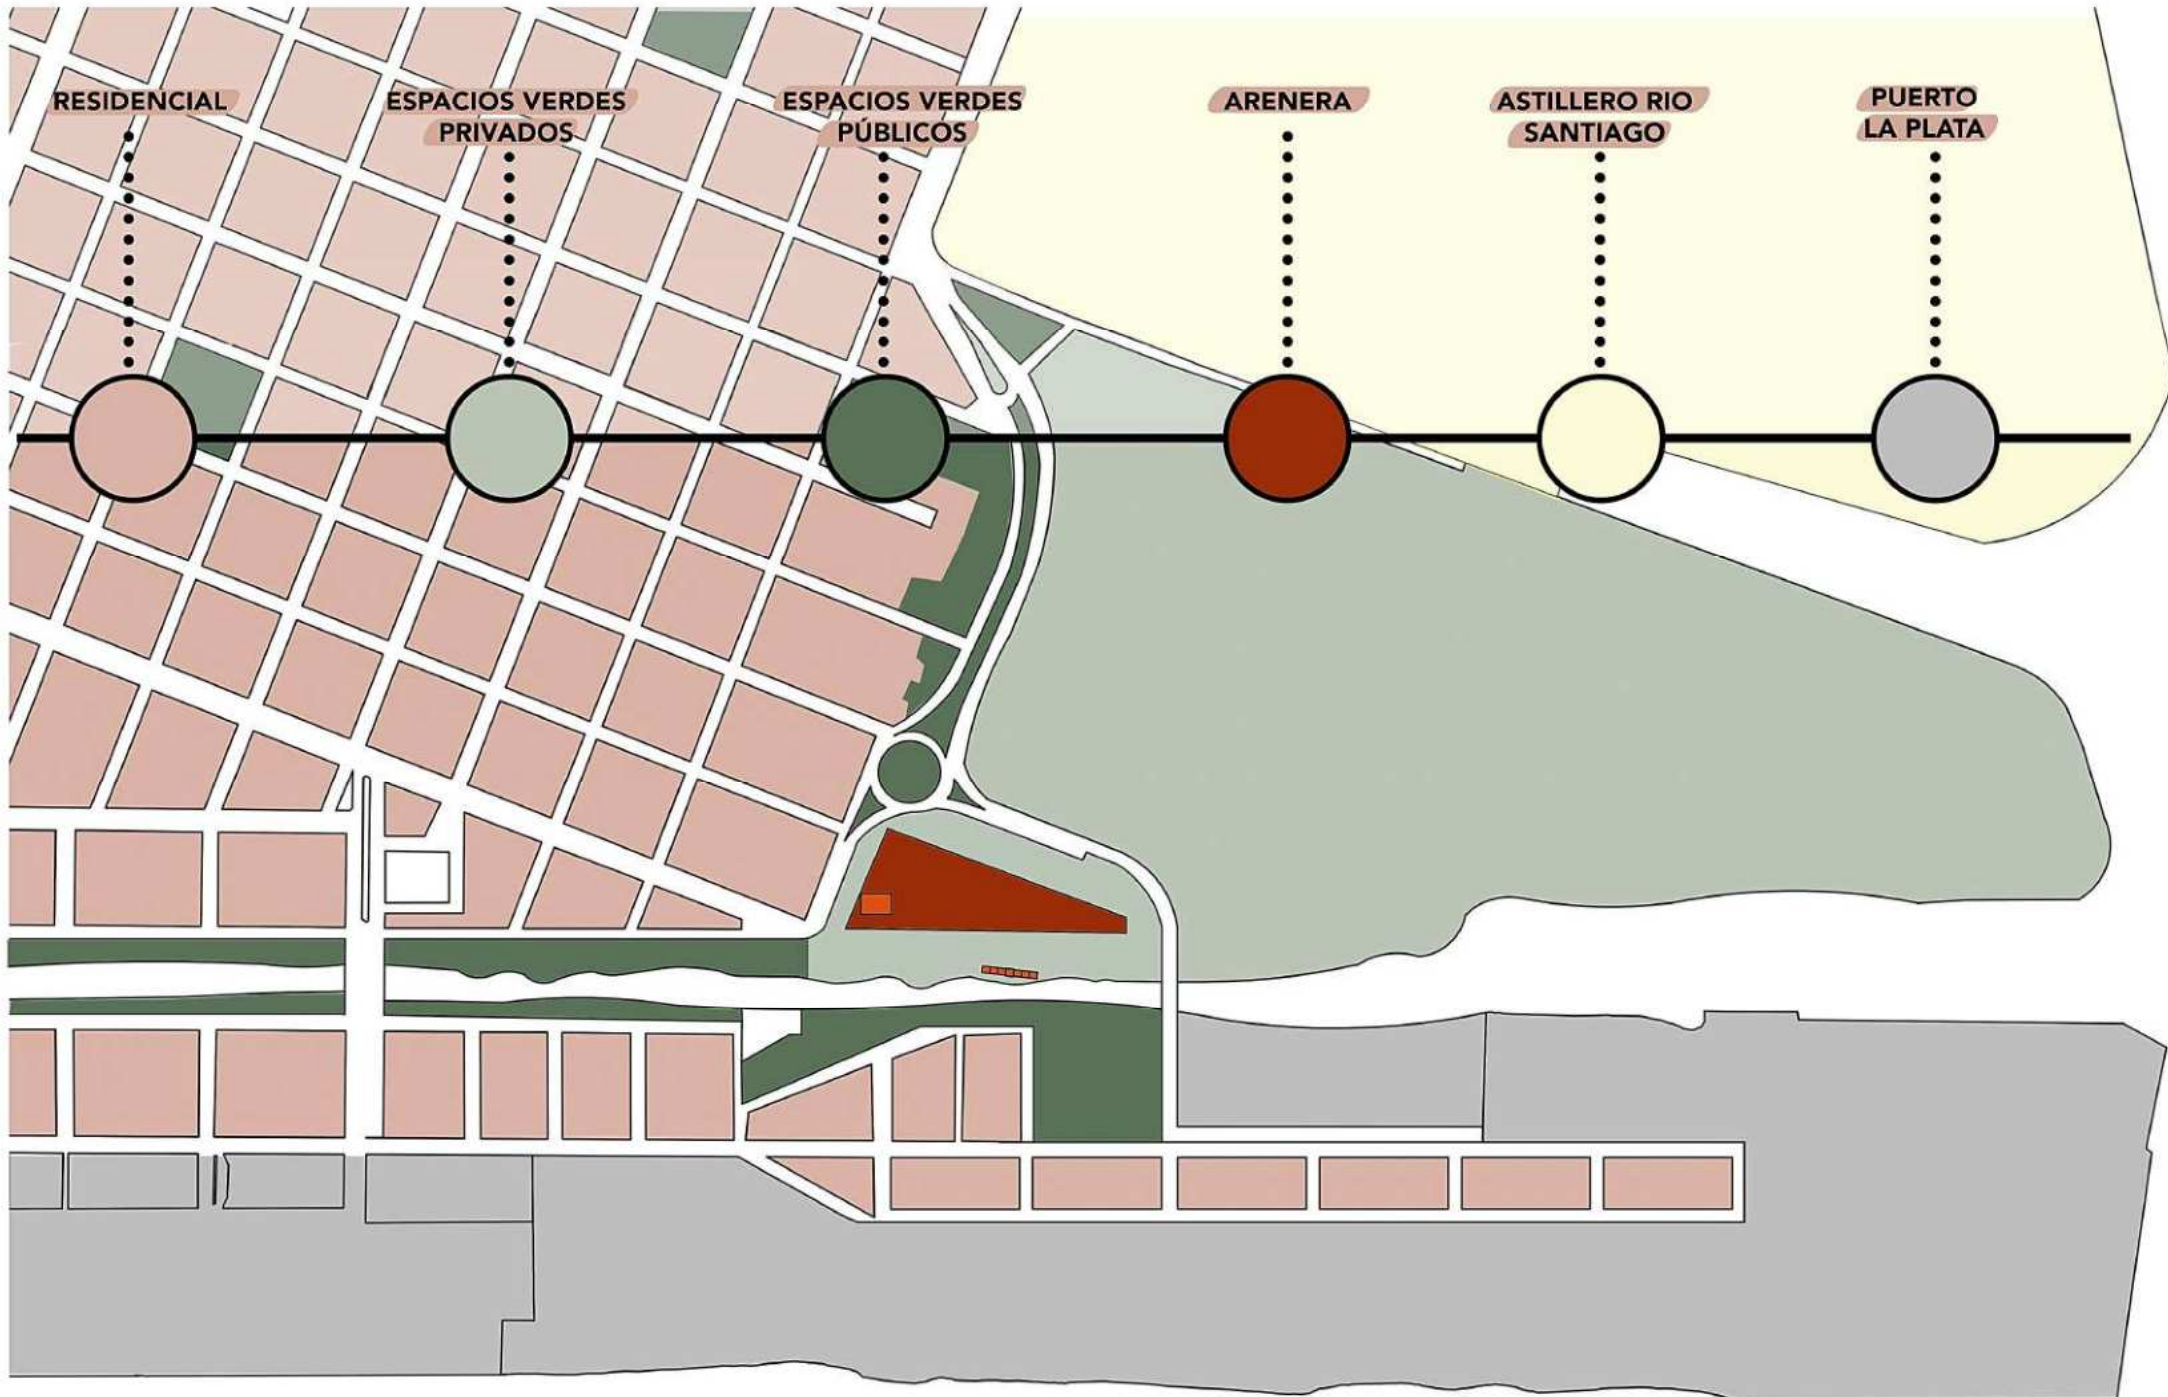 RESIDENCIAL
ESPACIOS VERDES
PRIVADOS
ESPACIOS VERDES
PÚBLICOS
ARENERA
ASTILLERO RIO
SANTIAGO
PUERTO
LA PLATA